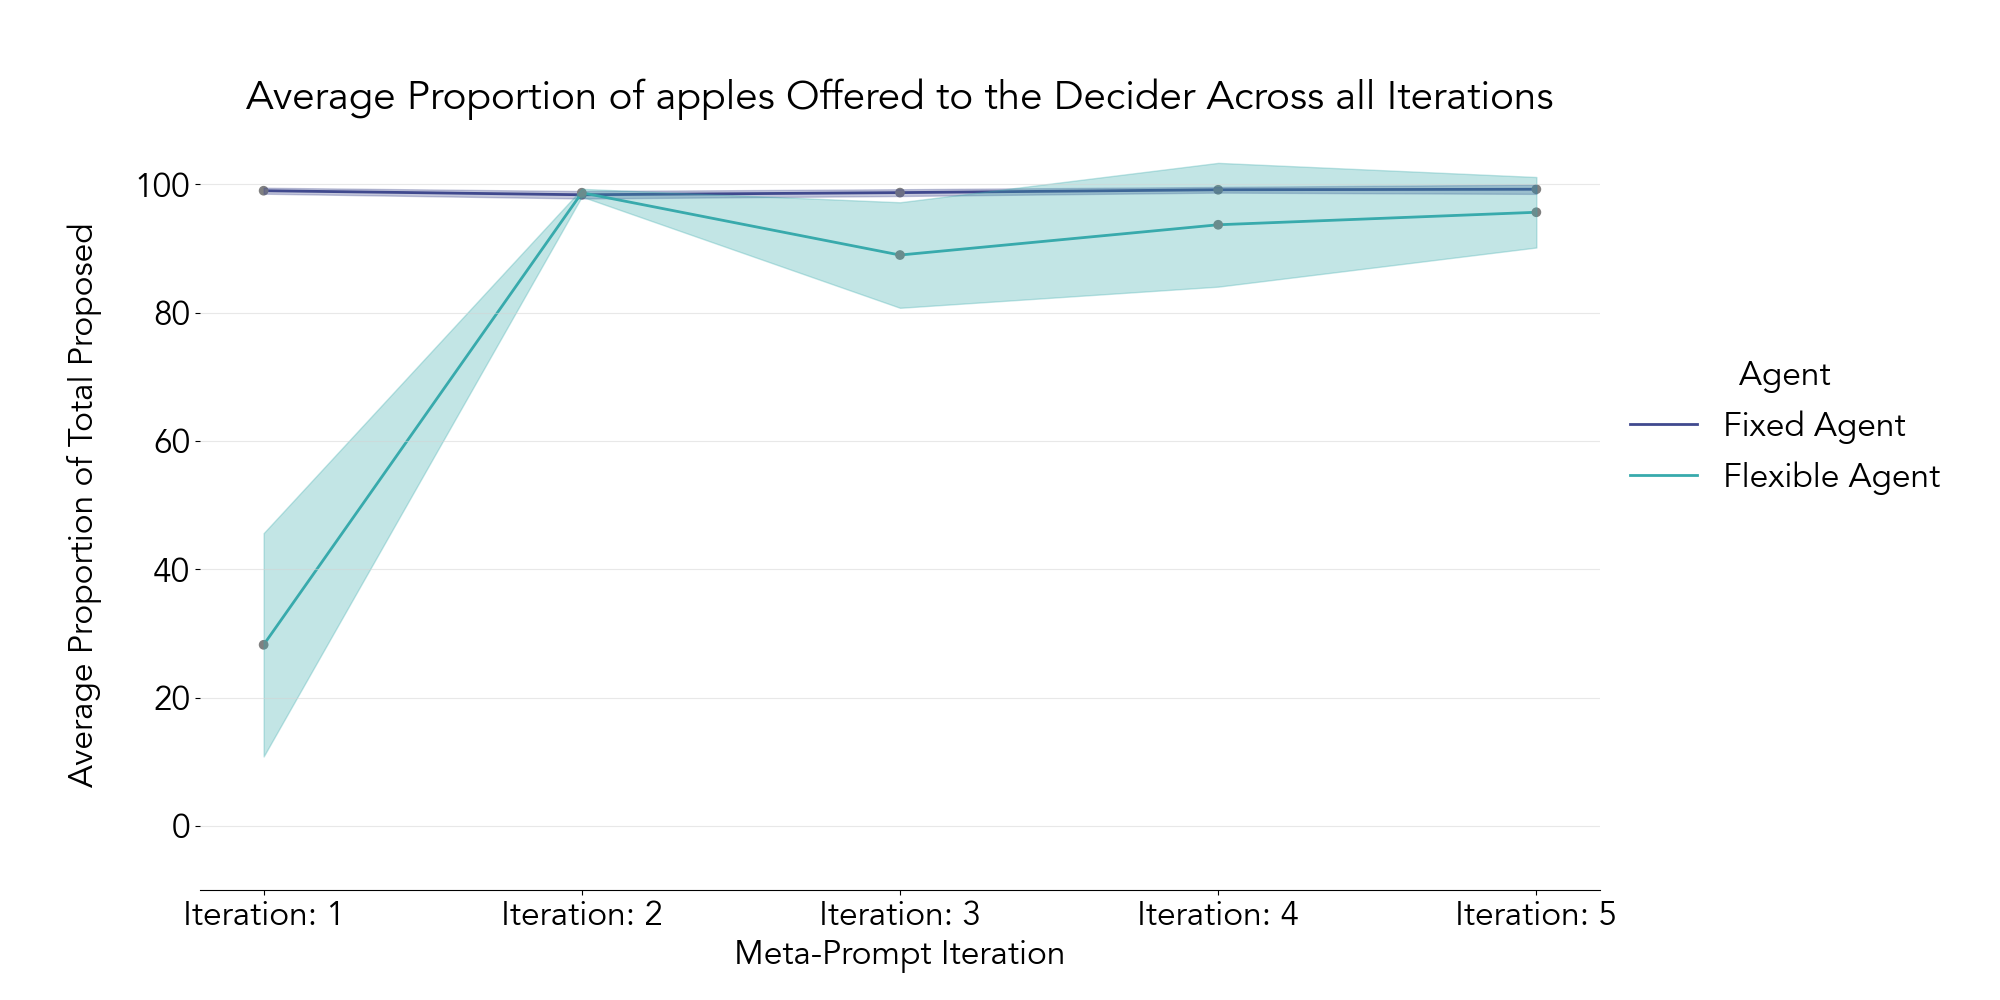 Average Proportion of apples Offered to the Decider Across all Iterations
Average Proportion of Total Proposed
100
80
60
40
20
0
Iteration: 1
Iteration: 2
Iteration: 3
Iteration: 4
Iteration: 5
Meta-Prompt Iteration
Agent
Fixed Agent
Flexible Agent